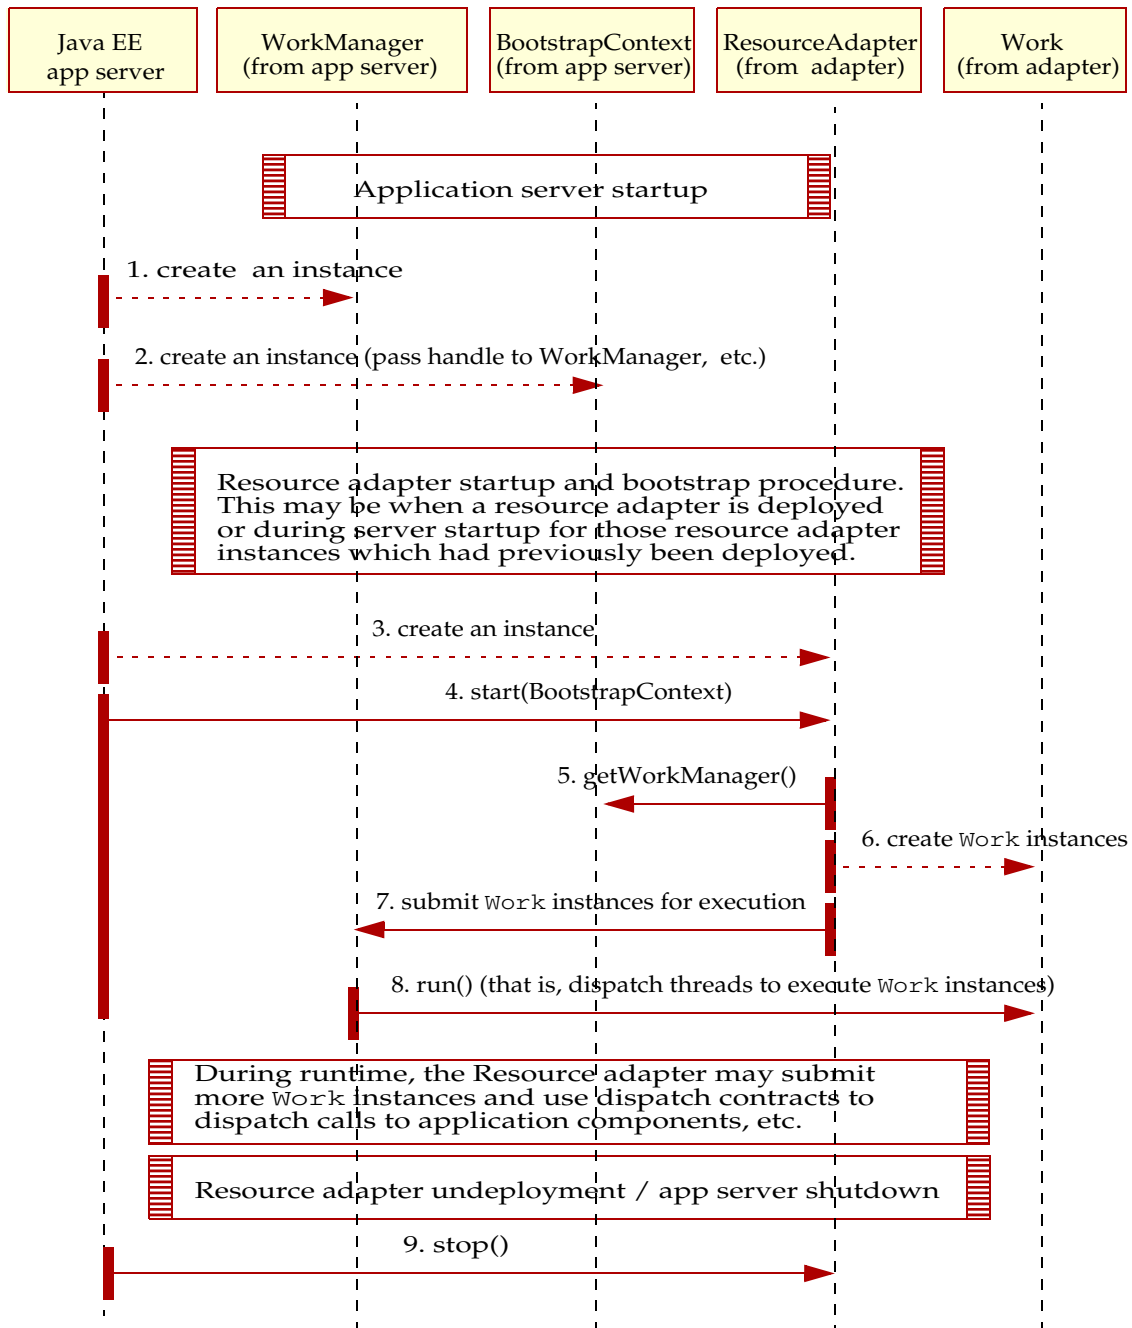 Java EE
app server
WorkManager
(from app server)
BootstrapContext
(from app server)
ResourceAdapter
(from adapter)
Work
(from adapter)
Application server startup
1. create an instance
2. create an instance (pass handle to WorkManager, etc.)
Resource adapter startup and bootstrap procedure.
This may be when a resource adapter is deployed
or during server startup for those resource adapter
instances which had previously been deployed.
3. create an instance
4. start(BootstrapContext)
5. getWorkManager()
6. create Work instances
7. submit Work instances for execution
8. run() (that is, dispatch threads to execute Work instances)
During runtime, the Resource adapter may submit
more Work instances and use dispatch contracts to
dispatch calls to application components, etc.
Resource adapter undeployment / app server shutdown
9. stop()